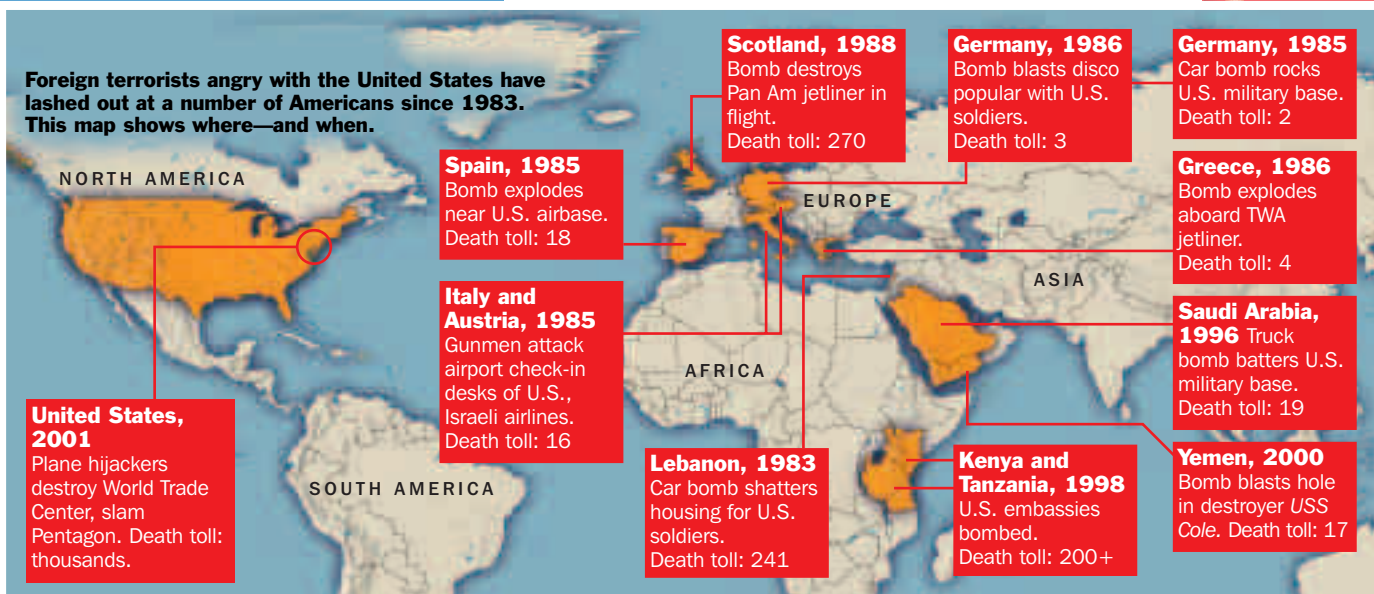 Foreign terrorists angry with the United States have
lashed out at a number of Americans since 1983.
This map shows where—and when.
NORTH AMERICA
SOUTH AMERICA
EUROPE
AFRICA
ASIA
United States,
2001
Plane hijackers
destroy World Trade
Center, slam
Pentagon. Death toll:
thousands.
Spain, 1985
Bomb explodes
near U.S. airbase.
Death toll: 18
Italy and
Austria, 1985
Gunmen attack
airport check-in
desks of U.S.,
Israeli airlines.
Death toll: 16
Scotland, 1988
Bomb destroys
Pan Am jetliner in
flight.
Death toll: 270
Germany, 1986
Bomb blasts disco
popular with U.S.
soldiers.
Death toll: 3
Germany, 1985
Car bomb rocks
U.S. military base.
Death toll: 2
Greece, 1986
Bomb explodes
aboard TWA
jetliner.
Death toll: 4
Saudi Arabia,
1996 Truck
bomb batters U.S.
military base.
Death toll: 19
Lebanon, 1983
Car bomb shatters
housing for U.S.
soldiers.
Death toll: 241
Kenya and
Tanzania, 1998
U.S. embassies
bombed.
Death toll: 200+
Yemen, 2000
Bomb blasts hole
in destroyer USS
Cole. Death toll: 17